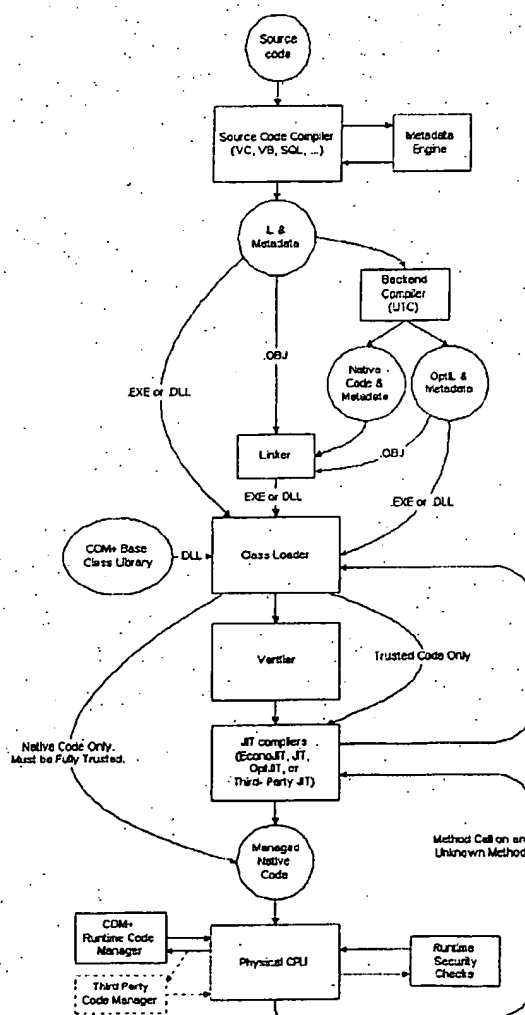 Source
code
Source Code Compiler
(VC, VB, SQL, ...)
Metadata
Engine
IL &
Metadata
Backend
Compiler
(UTC)
.OBJ
Native
Code &
Metadata
OptIL &
Metadata
.EXE or .DLL
Linker
.OBJ
EXE or DLL
.EXE or .DLL
COM+ Base
Class Library
DLL
Class Loader
Verifier
Trusted Code Only
Native Code Only.
Must be Fully Trusted.
JIT compilers
(EconoJIT, JIT,
OptJIT, or
Third- Party JIT)
Managed
Native
Code
Method Call on an
Unknown Method
COM+
Runtime Code
Manager
Physical CPU
Runtime
Security
Checks
Third Party
Code Manager